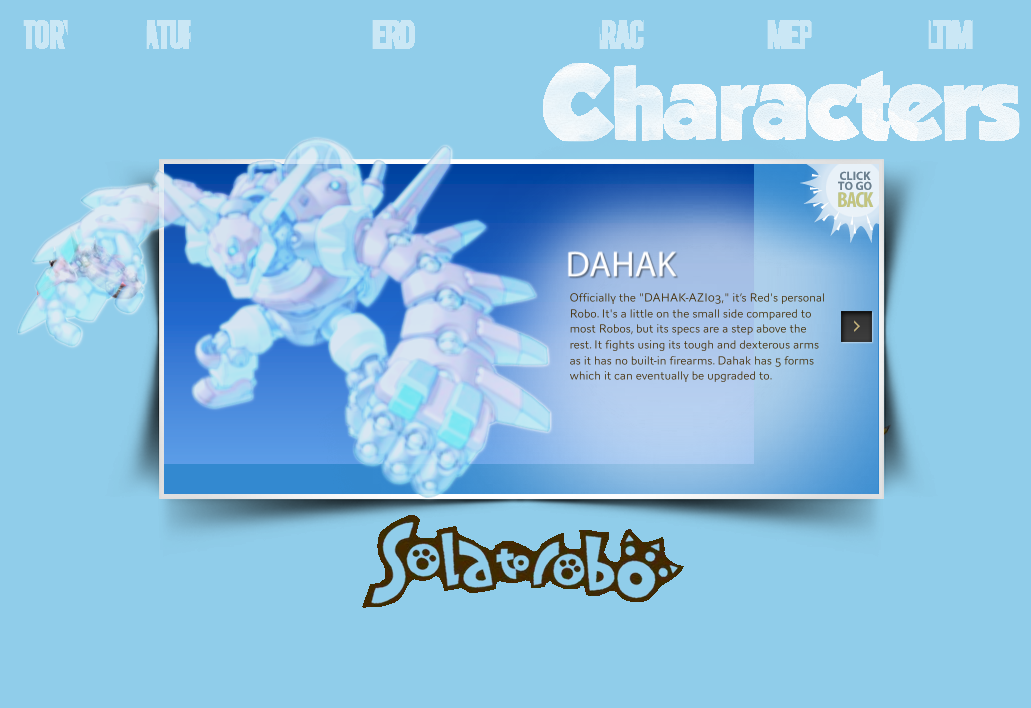 TOR
ATUR
ERO
RAC
MEP
LTIM
Characters
CLICK
TO GO
BACK
DAHAK
Officially the "DAHAK-AZI03," it's Red's personal
Robo. It's a little on the small side compared to
most Robos, but its specs are a step above the
rest. It fights using its tough and dexterous arms
as it has no built-in firearms. Dahak has 5 forms
which it can eventually be upgraded to.
Solatorobo